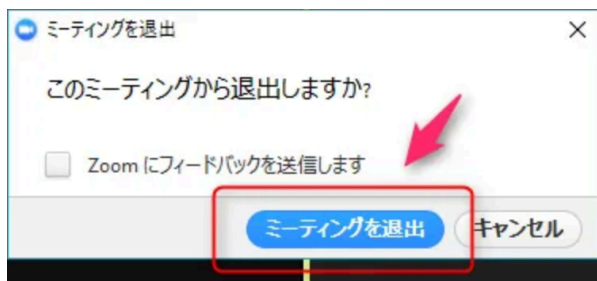 ミーティングを退出
このミーティングから退出しますか?
Zoom にフィードバックを送信します
ミーティングを退出 キャンセル